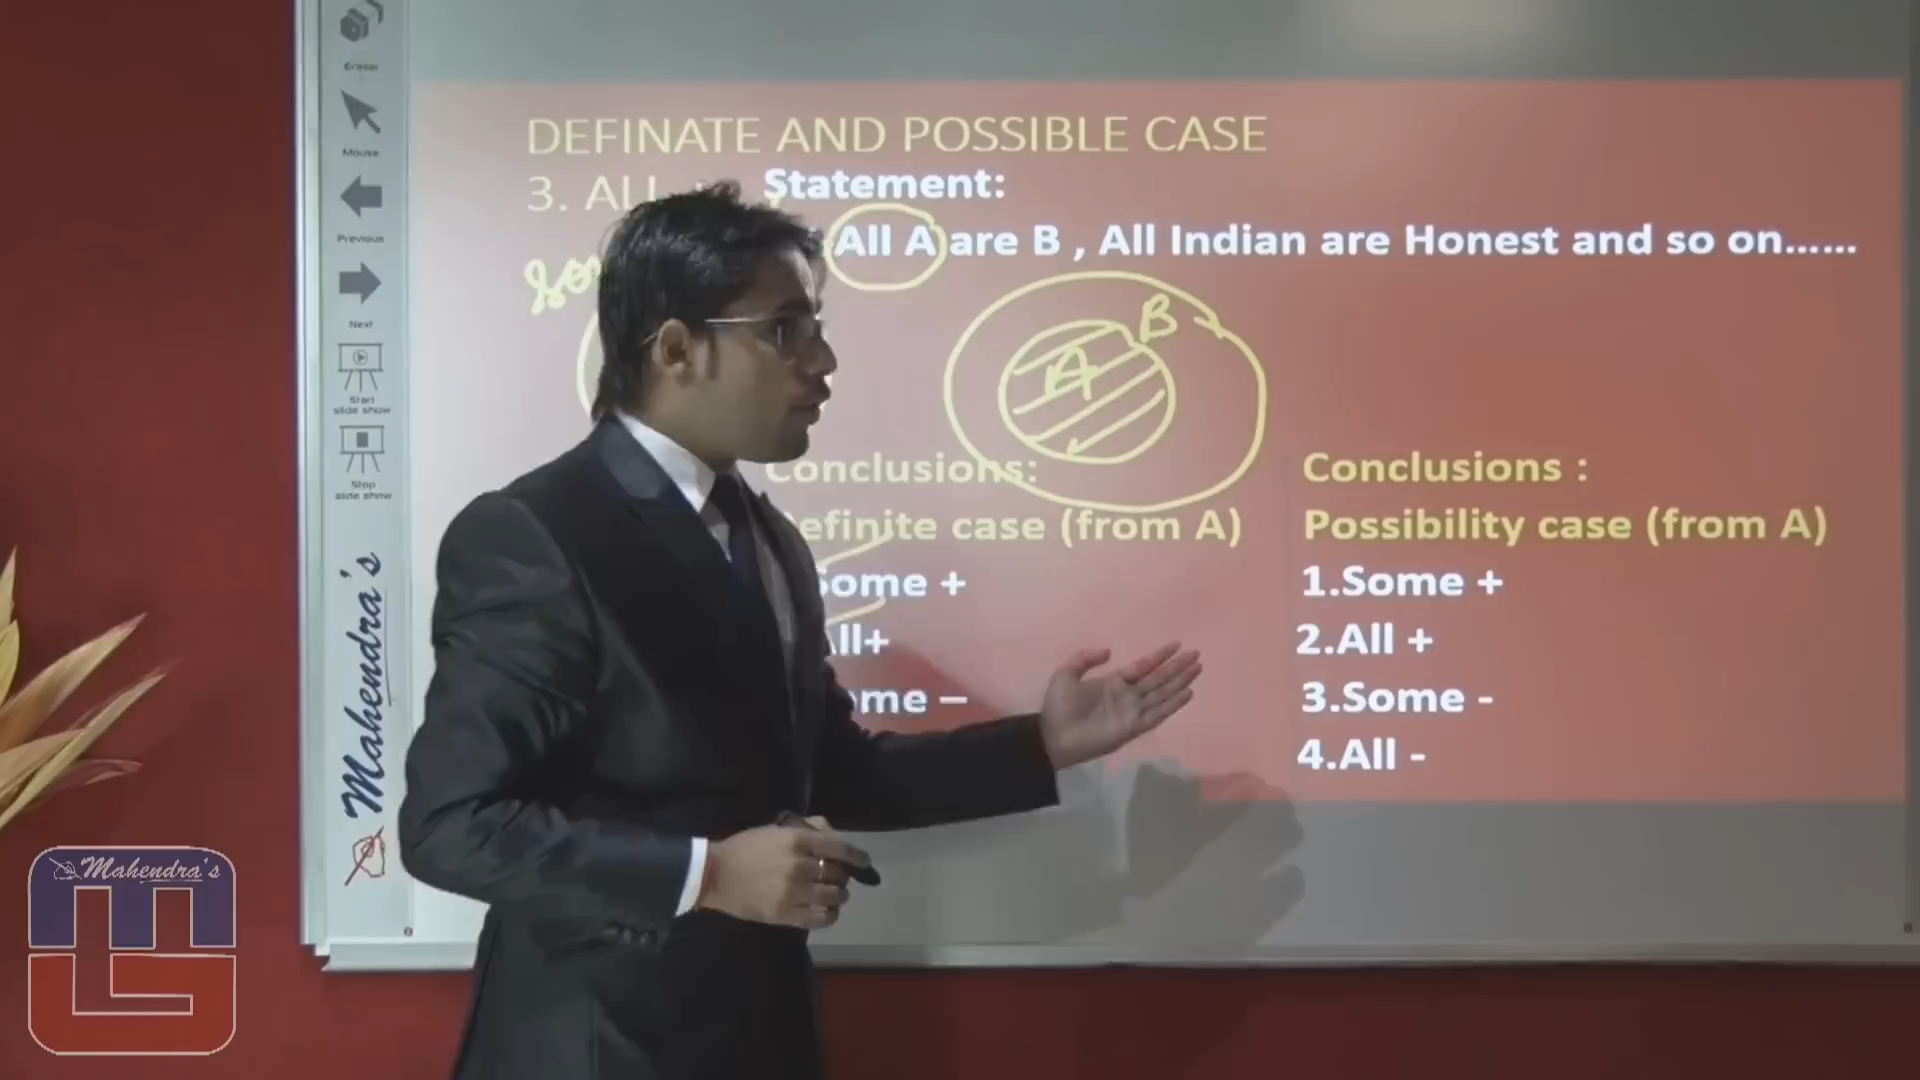 Eraser
Mouse
Previous
Next
Start
slide show
Stop
slide show
Mahendra's
DEFINATE AND POSSIBLE CASE
3. ALL
Statement:
All A are B , All Indian are Honest and so on......
B
A
Conclusions:
efinite case (from A)
Some +
ll+
ome –
Conclusions :
Possibility case (from A)
1.Some +
2.All +
3.Some -
4.All -
Mahendra's